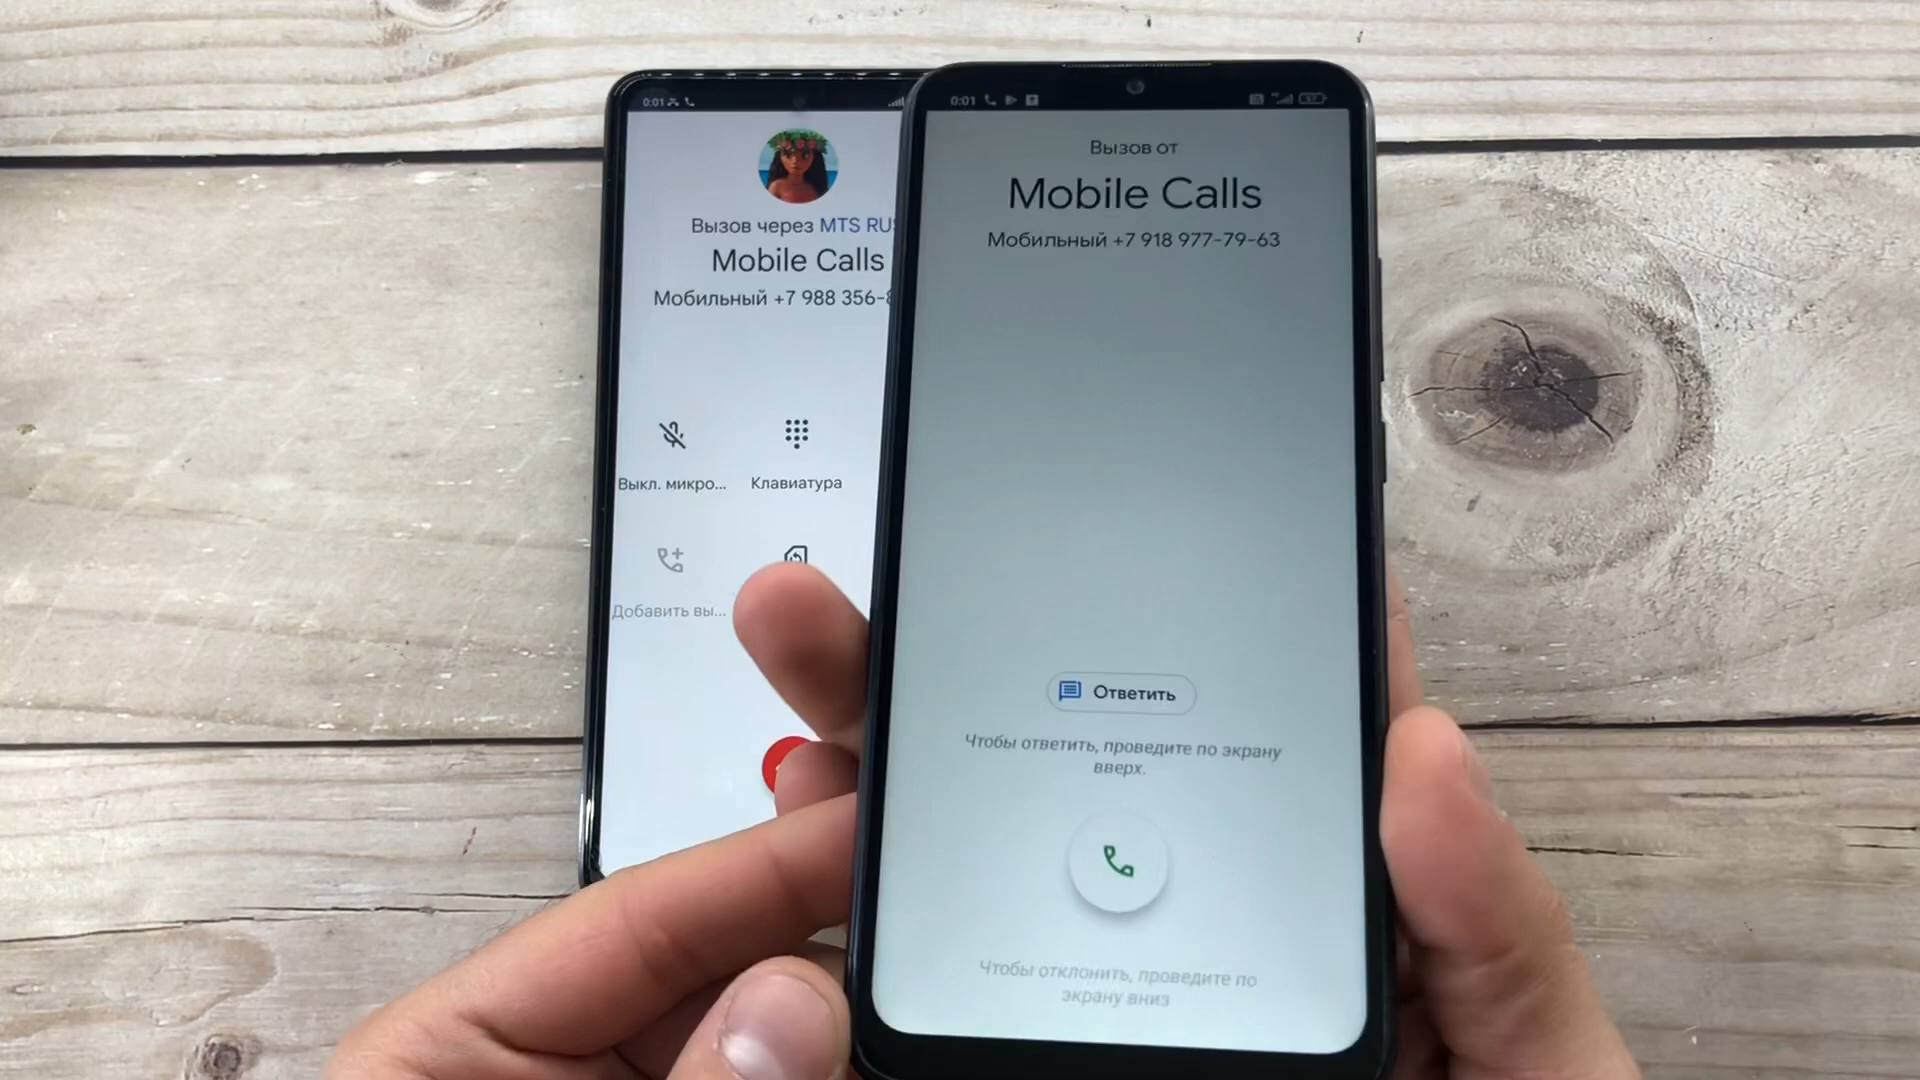 0:01
Вызов через MTS RUS
Mobile Calls
Мобильный +7 988 356-8
Выкл. микро...
Клавиатура
Добавить вы...
0:01
Вызов от
Mobile Calls
Мобильный +7 918 977-79-63
Ответить
Чтобы ответить, проведите по экрану
вверх.
Чтобы отклонить, проведите по
экрану вниз